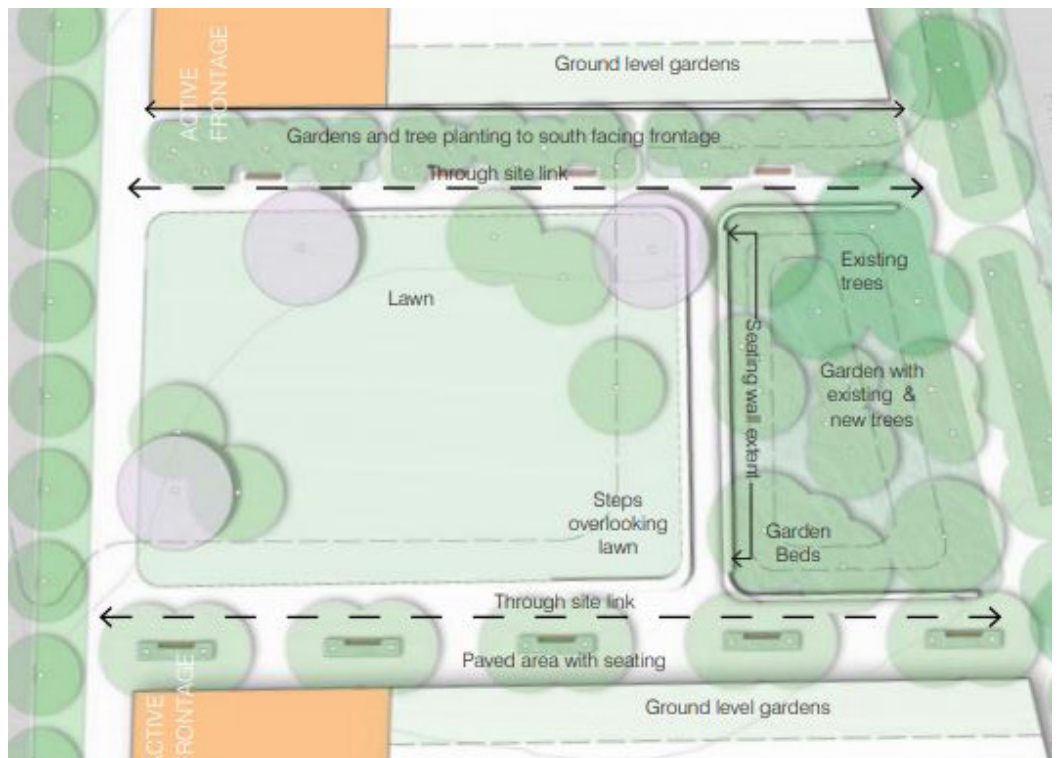 ACTIVE
FRONTAGE
Ground level gardens
Gardens and tree planting to south facing frontage
Through site link
Lawn
Existing
trees
Seating wall extent
Garden with
existing &
new trees
Steps
overlooking
lawn
Garden
Beds
Through site link
Paved area with seating
ACTIVE
FRONTAGE
Ground level gardens